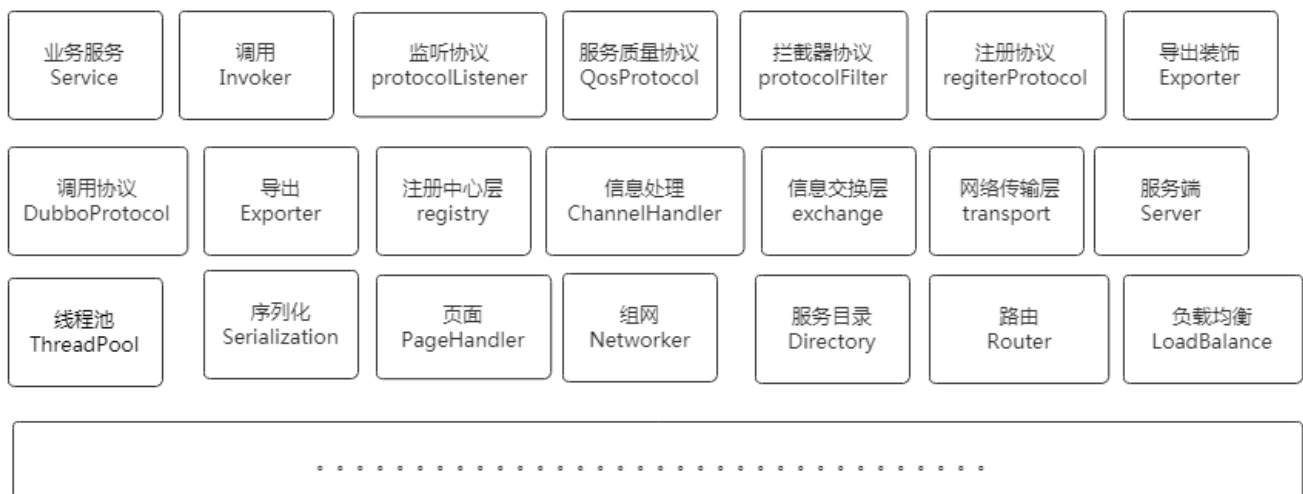 业务服务
Service
调用
Invoker
监听协议
protocolListener
服务质量协议
QosProtocol
拦截器协议
protocolFilter
注册协议
regiterProtocol
导出装饰
Exporter
调用协议
DubboProtocol
导出
Exporter
注册中心层
registry
信息处理
ChannelHandler
信息交换层
exchange
网络传输层
transport
服务端
Server
线程池
ThreadPool
序列化
Serialization
页面
PageHandler
组网
Networker
服务目录
Directory
路由
Router
负载均衡
LoadBalance
。。。。。。。。。。。。。。。。。。。。。。。。。。。。。。。。。。